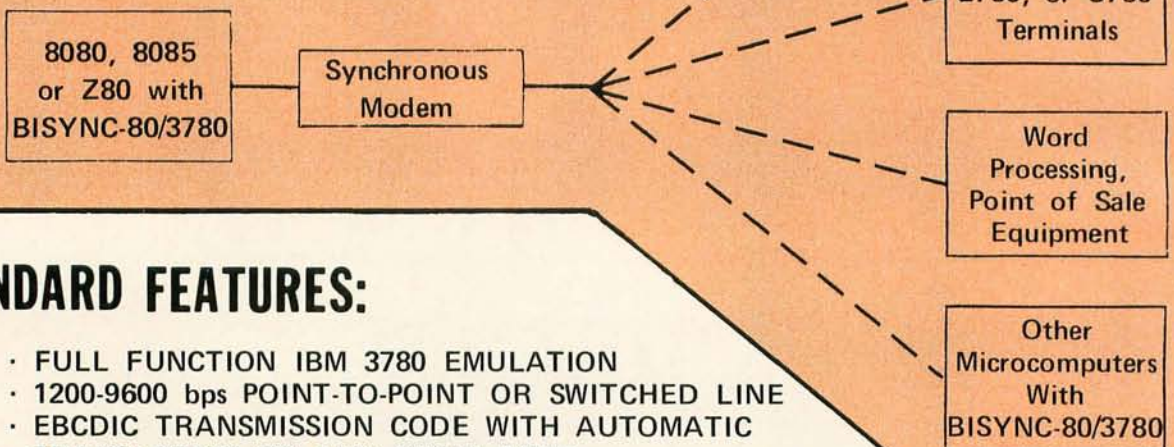 Terminals
8080, 8085
or Z80 with
BISYNC-80/3780
Synchronous
Modem
Word
Processing,
Point of Sale
Equipment
FEATURES:
· FULL FUNCTION IBM 3780 EMULATION
· 1200-9600 bps POINT-TO-POINT OR SWITCHED LINE
· EBCDIC TRANSMISSION CODE WITH AUTOMATIC
Other
Microcomputers
With
BISYNC-80/3780